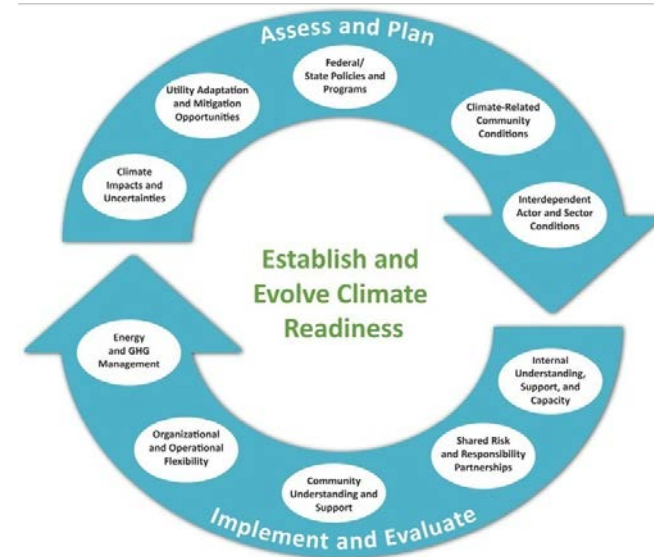 Assess and Plan
Federal/
State Policies and
Programs
Utility Adaptation
and Mitigation
Opportunities
Climate-Related
Community
Conditions
Climate
Impacts and
Uncertainties
Interdependent
Actor and Sector
Conditions
Establish and
Evolve Climate
Readiness
Energy
and GHG
Management
Internal
Understanding,
Support, and
Capacity
Organizational
and Operational
Flexibility
Shared Risk
and Responsibility
Partnerships
Community
Understanding and
Support
Implement and Evaluate